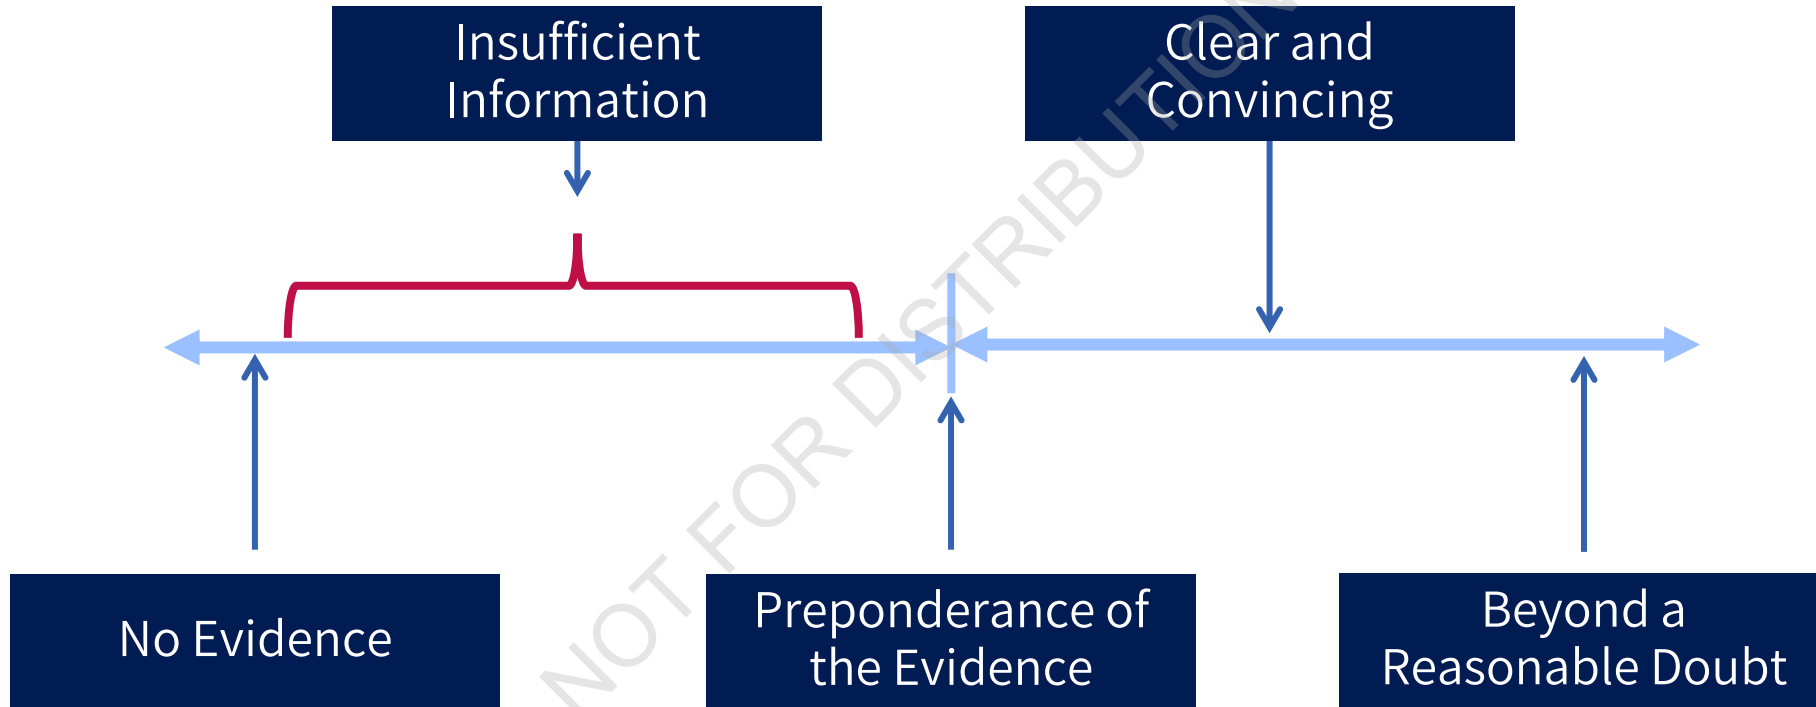 Insufficient
Information
Clear and
Convincing
No Evidence
Preponderance of
the Evidence
Beyond a
Reasonable Doubt
NOT FOR DISTRIBUTION